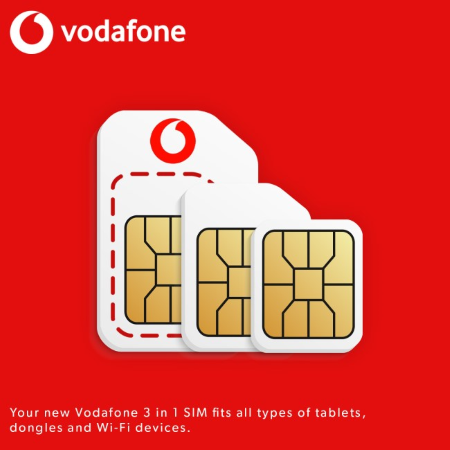 vodafone
Your new Vodafone 3 in 1 SIM fits all types of tablets,
dongles and Wi-Fi devices.